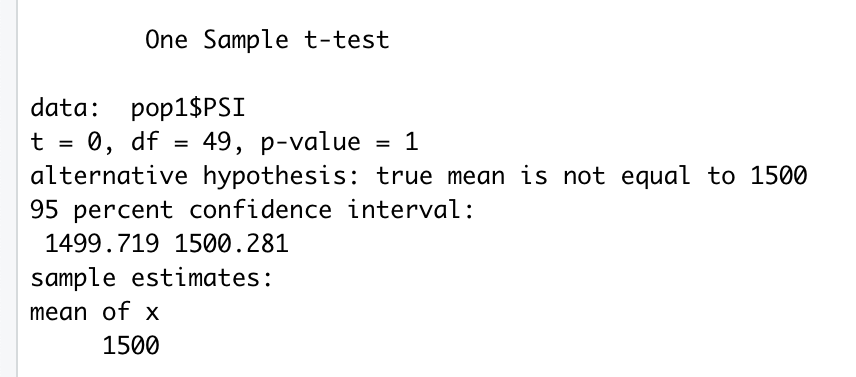 One Sample t-test
data: pop1$PSI
t = 0, df = 49, p-value = 1
alternative hypothesis: true mean is not equal to 1500
95 percent confidence interval:
1499.719 1500.281
sample estimates:
mean of x
1500